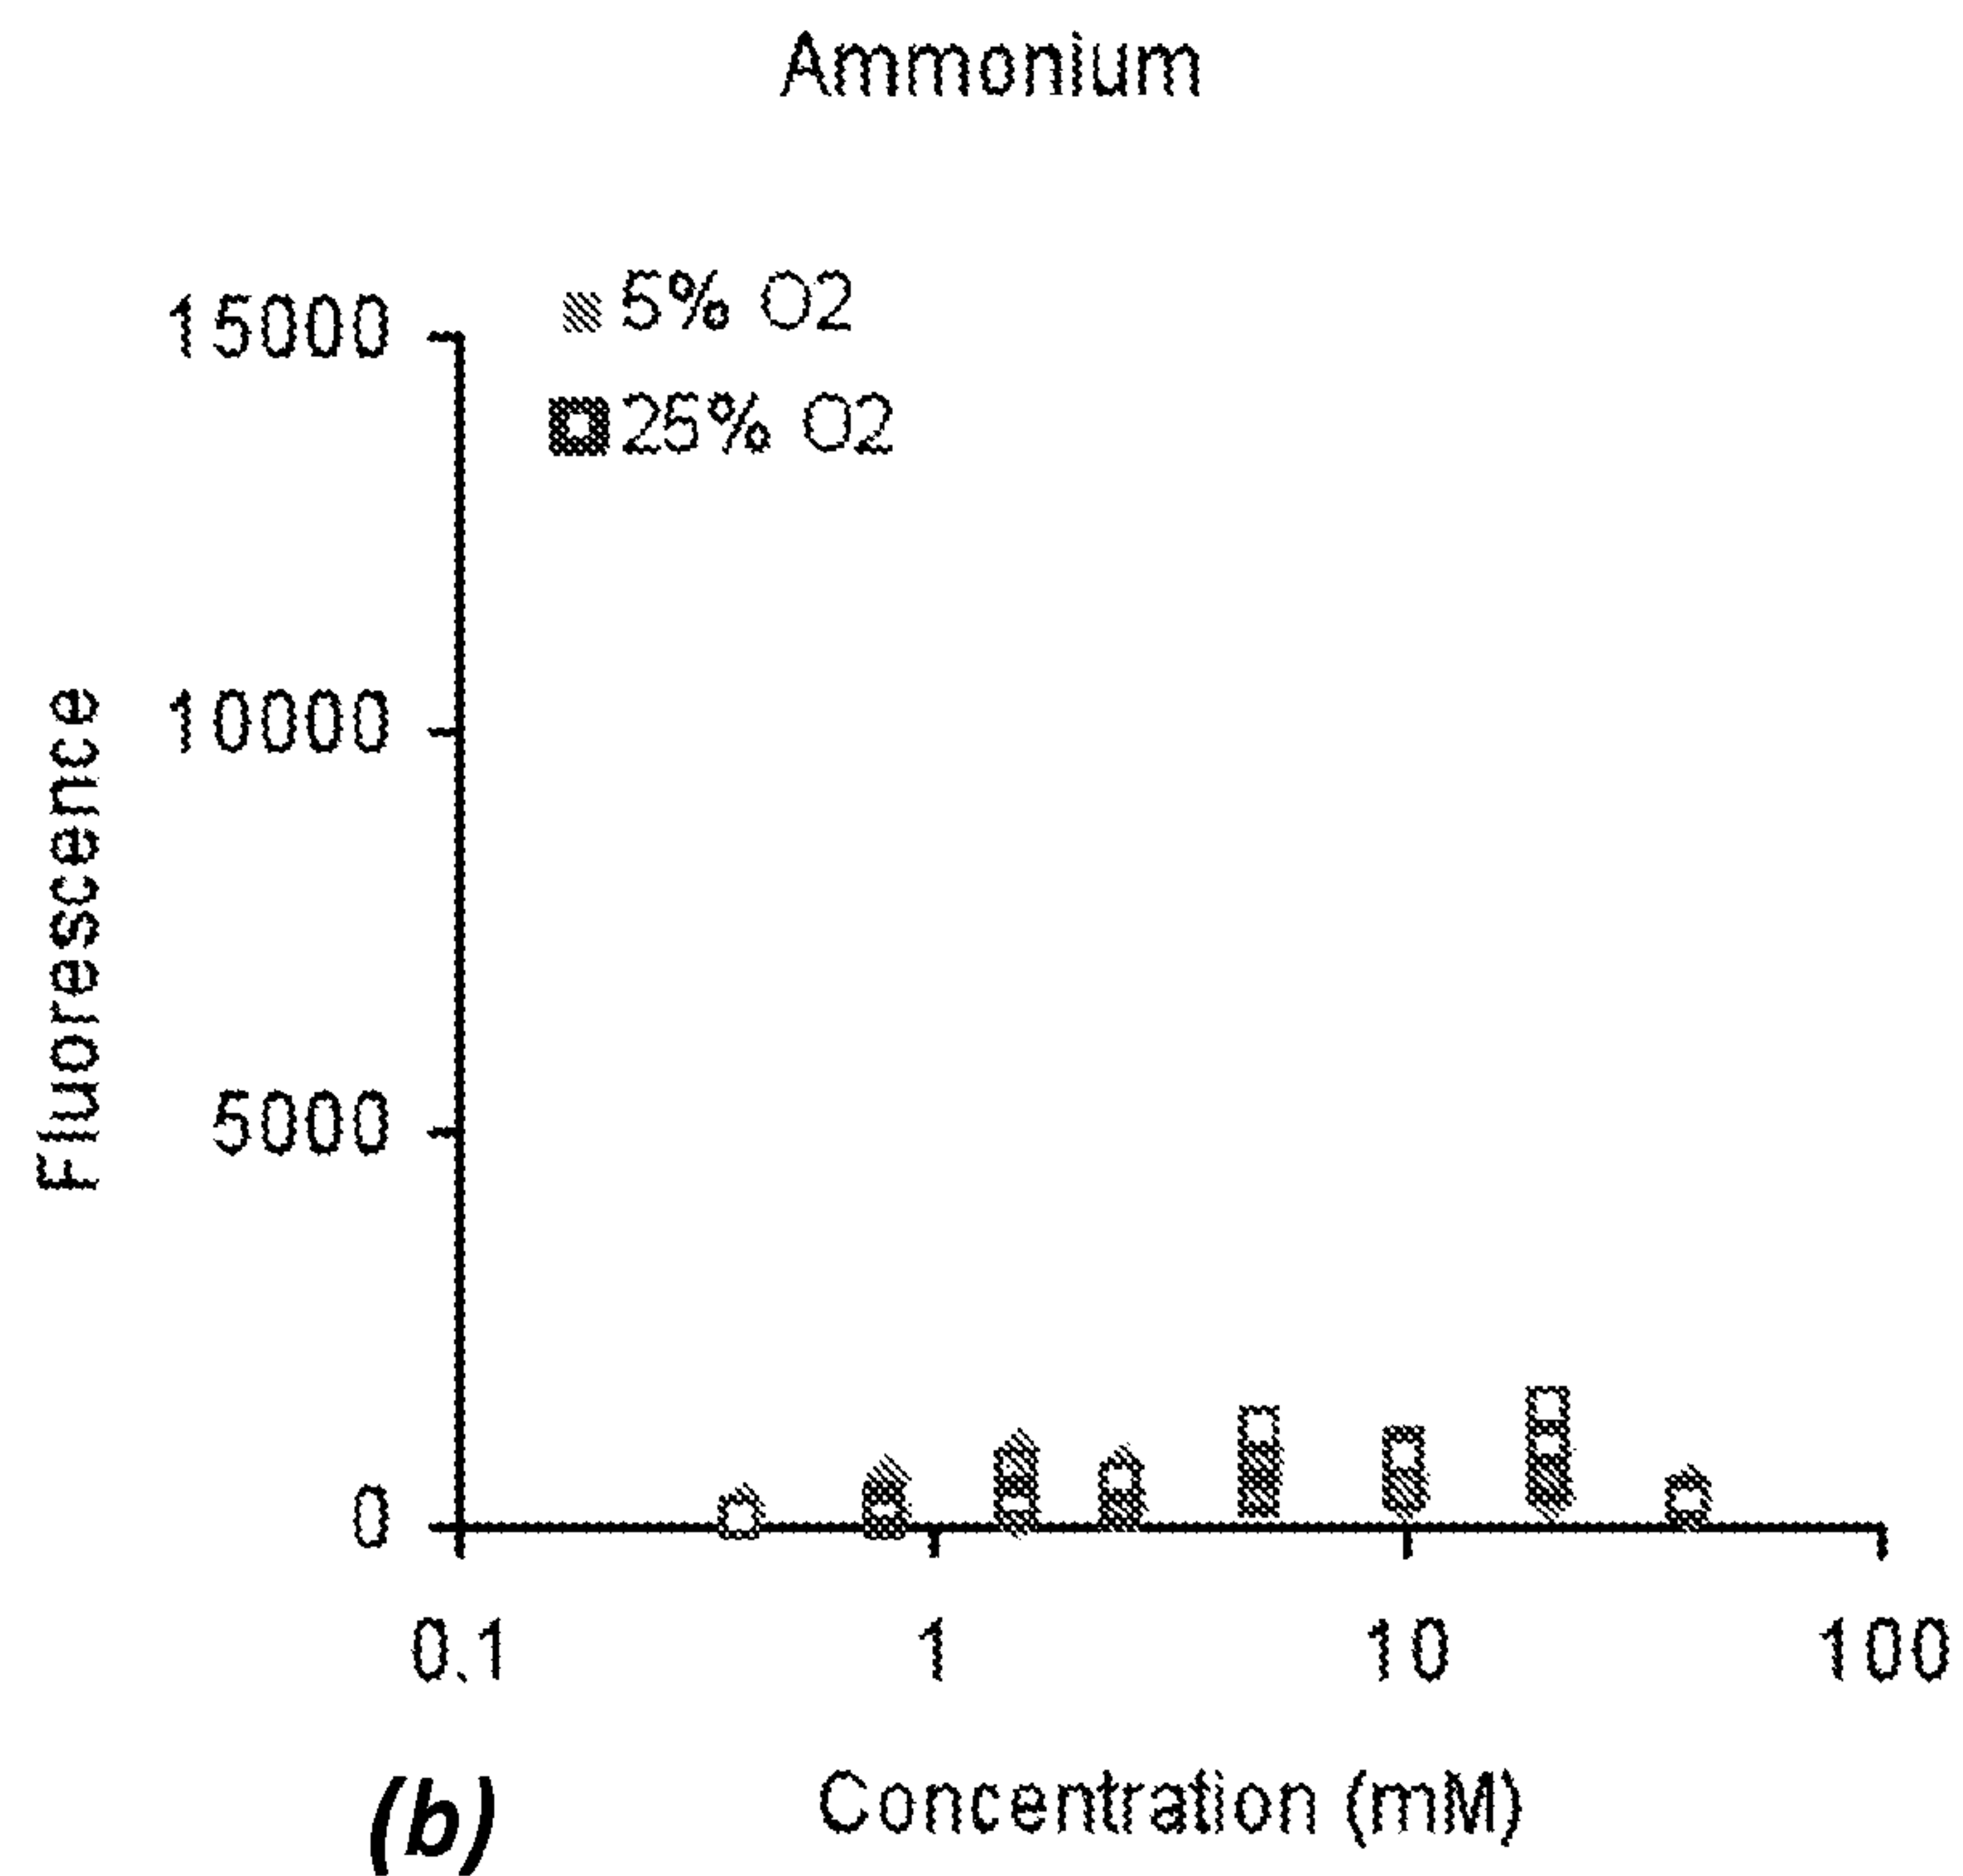 Ammonium
5% O2
25% O2
15000
10000
5000
0
Fluorescence
0.1 1 10 100
Concentration (mM)
(b)